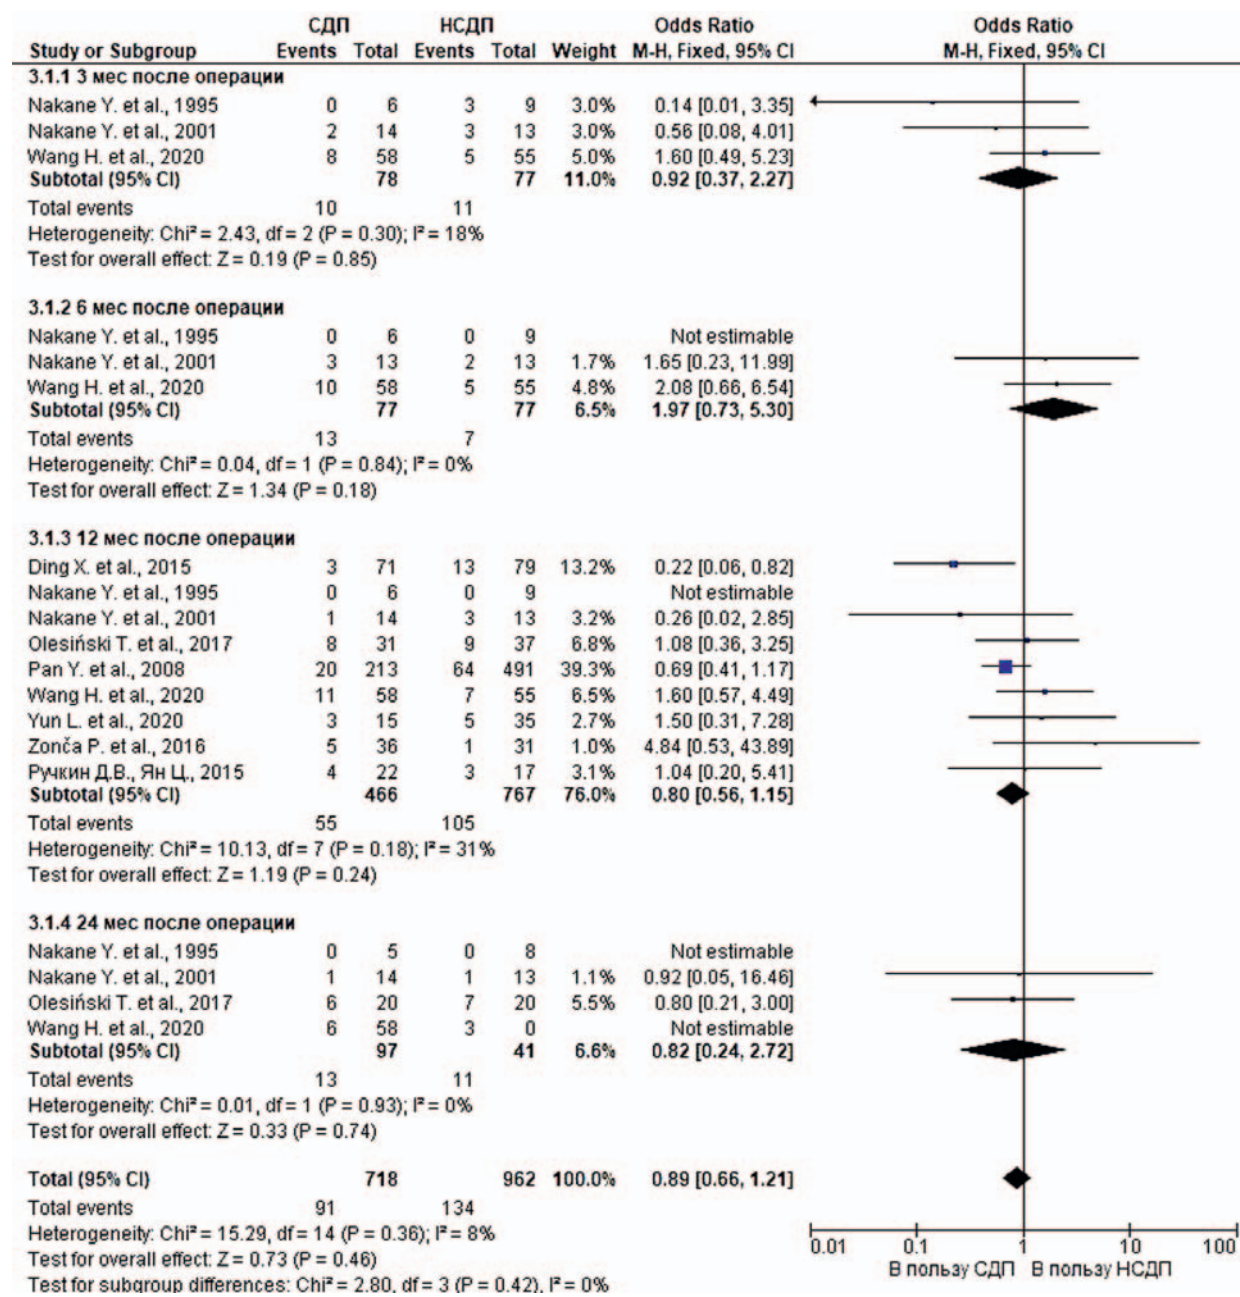 СДП НСДП Odds Ratio Odds Ratio
Study or Subgroup Events Total Events Total Weight M-H, Fixed, 95% CI M-H, Fixed, 95% CI
3.1.1 3 мес после операции
Nakane Y. et al., 1995 0 6 3 9 3.0% 0.14 [0.01, 3.35]
Nakane Y. et al., 2001 2 14 3 13 3.0% 0.56 [0.08, 4.01]
Wang H. et al., 2020 8 58 5 55 5.0% 1.60 [0.49, 5.23]
Subtotal (95% CI) 78 77 11.0% 0.92 [0.37, 2.27]
Total events 10 11
Heterogeneity: Chi² = 2.43, df = 2 (P = 0.30); I² = 18%
Test for overall effect: Z = 0.19 (P = 0.85)
3.1.2 6 мес после операции
Nakane Y. et al., 1995 0 6 0 9 Not estimable
Nakane Y. et al., 2001 3 13 2 13 1.7% 1.65 [0.23, 11.99]
Wang H. et al., 2020 10 58 5 55 4.8% 2.08 [0.66, 6.54]
Subtotal (95% CI) 77 77 6.5% 1.97 [0.73, 5.30]
Total events 13 7
Heterogeneity: Chi² = 0.04, df = 1 (P = 0.84); I² = 0%
Test for overall effect: Z = 1.34 (P = 0.18)
3.1.3 12 мес после операции
Ding X. et al., 2015 3 71 13 79 13.2% 0.22 [0.06, 0.82]
Nakane Y. et al., 1995 0 6 0 9 Not estimable
Nakane Y. et al., 2001 1 14 3 13 3.2% 0.26 [0.02, 2.85]
Olesiński T. et al., 2017 8 31 9 37 6.8% 1.08 [0.36, 3.25]
Pan Y. et al., 2008 20 213 64 491 39.3% 0.69 [0.41, 1.17]
Wang H. et al., 2020 11 58 7 55 6.5% 1.60 [0.57, 4.49]
Yun L. et al., 2020 3 15 5 35 2.7% 1.50 [0.31, 7.28]
Zonča P. et al., 2016 5 36 1 31 1.0% 4.84 [0.53, 43.89]
Ручкин Д.В., Ян Ц., 2015 4 22 3 17 3.1% 1.04 [0.20, 5.41]
Subtotal (95% CI) 466 767 76.0% 0.80 [0.56, 1.15]
Total events 55 105
Heterogeneity: Chi² = 10.13, df = 7 (P = 0.18); I² = 31%
Test for overall effect: Z = 1.19 (P = 0.24)
3.1.4 24 мес после операции
Nakane Y. et al., 1995 0 5 0 8 Not estimable
Nakane Y. et al., 2001 1 14 1 13 1.1% 0.92 [0.05, 16.46]
Olesiński T. et al., 2017 6 20 7 20 5.5% 0.80 [0.21, 3.00]
Wang H. et al., 2020 6 58 3 0 Not estimable
Subtotal (95% CI) 97 41 6.6% 0.82 [0.24, 2.72]
Total events 13 11
Heterogeneity: Chi² = 0.01, df = 1 (P = 0.93); I² = 0%
Test for overall effect: Z = 0.33 (P = 0.74)
Total (95% CI) 718 962 100.0% 0.89 [0.66, 1.21]
Total events 91 134
Heterogeneity: Chi² = 15.29, df = 14 (P = 0.36); I² = 8%
Test for overall effect: Z = 0.73 (P = 0.46)
Test for subgroup differences: Chi² = 2.80, df = 3 (P = 0.42), I² = 0%
0.01 0.1 1 10 100
В пользу СДП В пользу НСДП